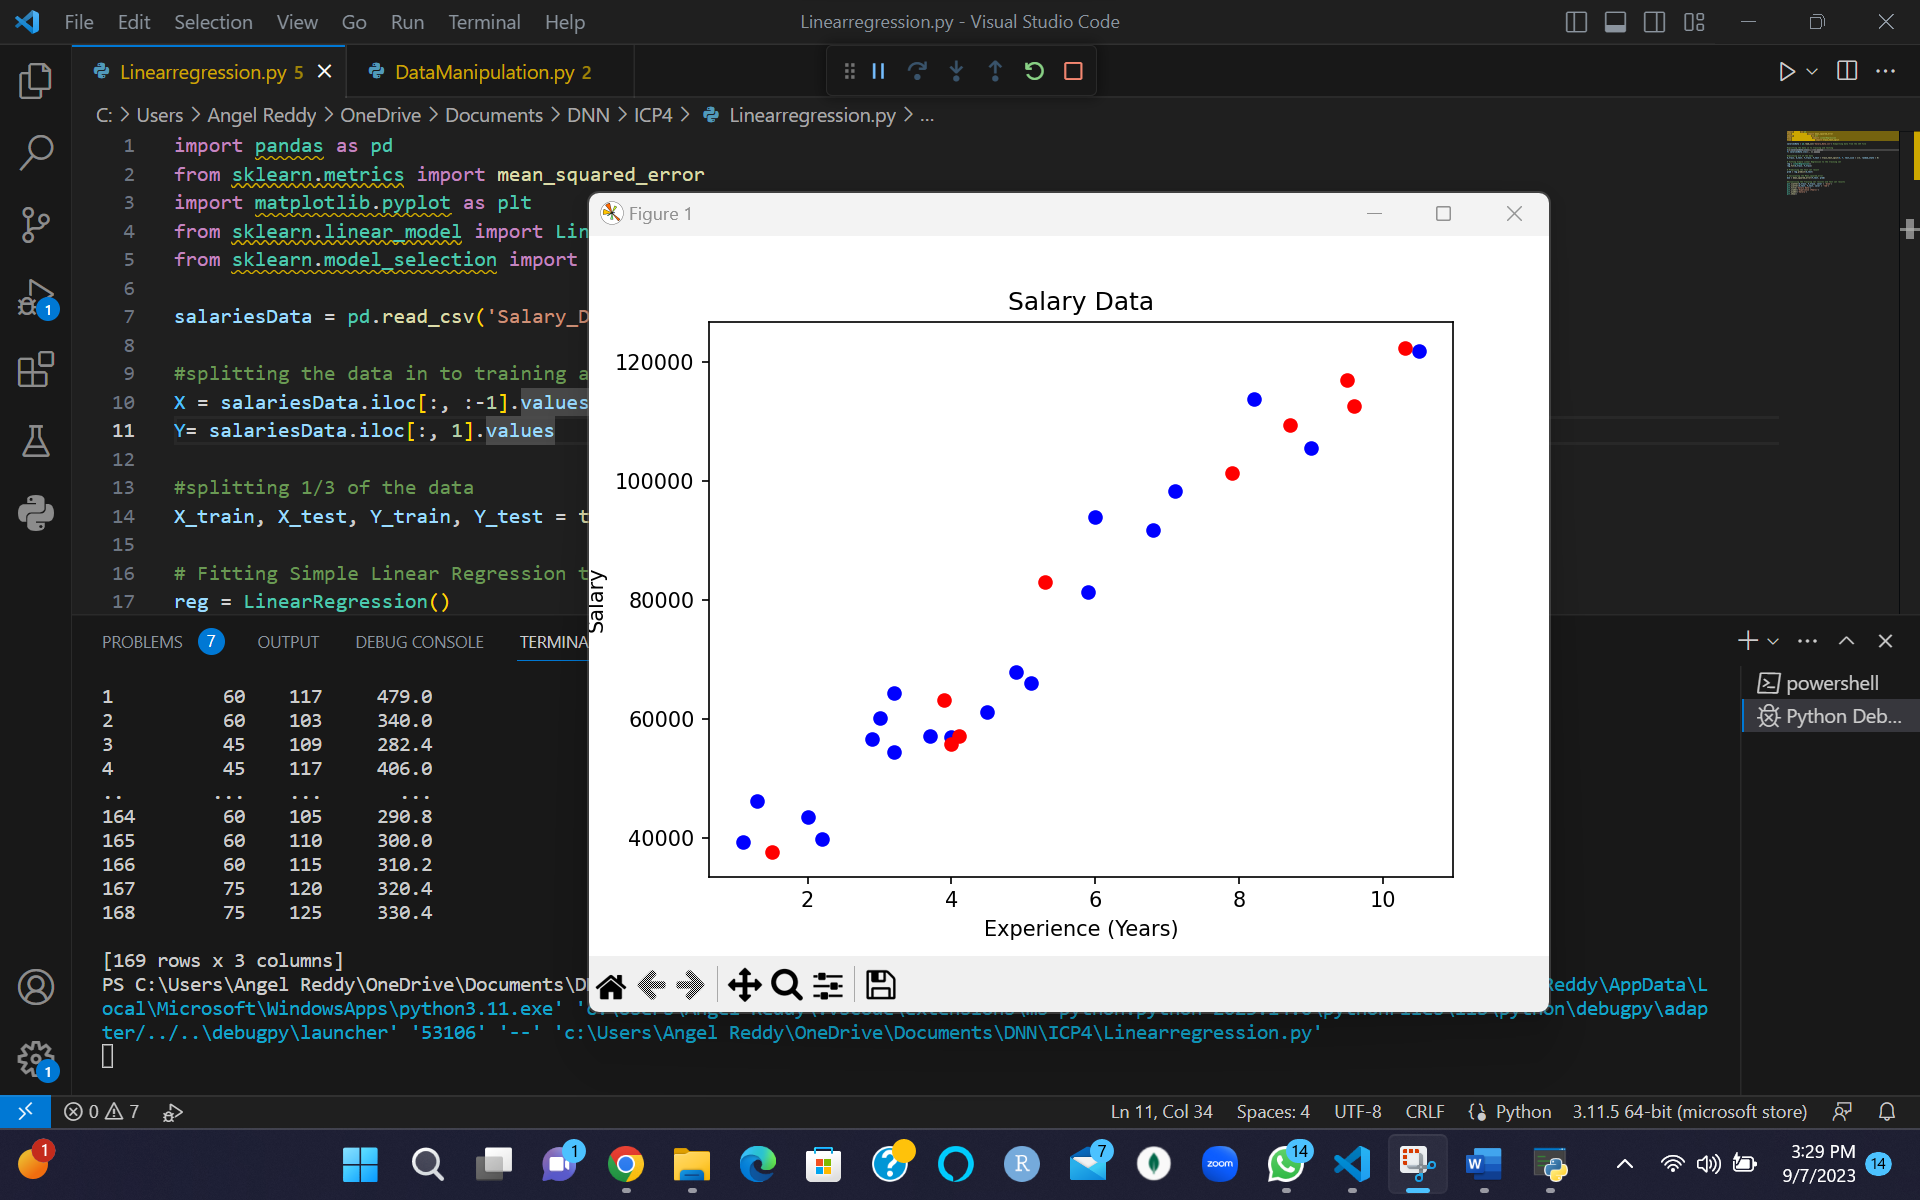 File Edit Selection View Go Run Terminal Help
Linearregression.py - Visual Studio Code
Linearregression.py 5
DataManipulation.py 2
C: > Users > Angel Reddy > OneDrive > Documents > DNN > ICP4 > Linearregression.py > ...
1 import pandas as pd
2 from sklearn.metrics import mean_squared_error
3 import matplotlib.pyplot as plt
4 from sklearn.linear_model import Lin
5 from sklearn.model_selection import
6
7 salariesData = pd.read_csv('Salary_D
8
9 #splitting the data in to training a
10 X = salariesData.iloc[:, :-1].values
11 Y= salariesData.iloc[:, 1].values
12
13 #splitting 1/3 of the data
14 X_train, X_test, Y_train, Y_test = t
15
16 # Fitting Simple Linear Regression t
17 reg = LinearRegression()
Figure 1
Salary Data
120000
100000
80000
60000
40000
Salary
2 4 6 8 10
Experience (Years)
PROBLEMS 7 OUTPUT DEBUG CONSOLE TERMINA
1 60 117 479.0
2 60 103 340.0
3 45 109 282.4
4 45 117 406.0
.. ... ... ...
164 60 105 290.8
165 60 110 300.0
166 60 115 310.2
167 75 120 320.4
168 75 125 330.4
[169 rows x 3 columns]
PS C:\Users\Angel Reddy\OneDrive\Documents\D Reddy\AppData\L
ocal\Microsoft\WindowsApps\python3.11.exe' \debugpy\adap
ter/../..\debugpy\launcher' '53106' '--' 'c:\Users\Angel Reddy\OneDrive\Documents\DNN\ICP4\Linearregression.py'
powershell
Python Deb...
1
1
0 7
Ln 11, Col 34 Spaces: 4 UTF-8 CRLF Python 3.11.5 64-bit (microsoft store)
1
1
R
7
zoom
14
W
3:29 PM
9/7/2023
14